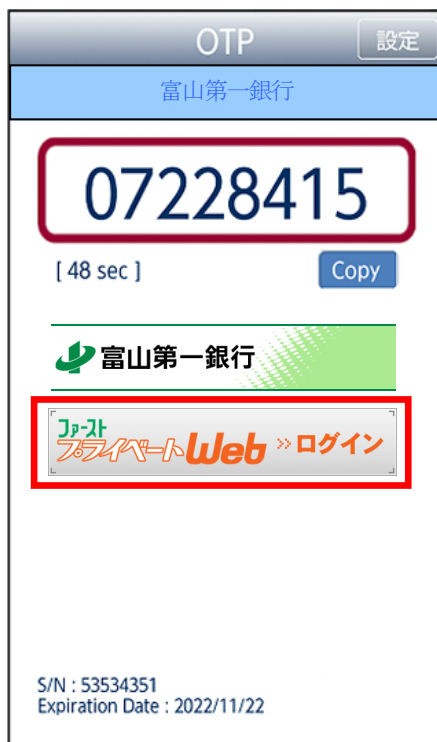 OTP 設定
富山第一銀行
07228415
[ 48 sec ] Copy
富山第一銀行
ファースト
プライベートWeb »ログイン
S/N : 53534351
Expiration Date : 2022/11/22